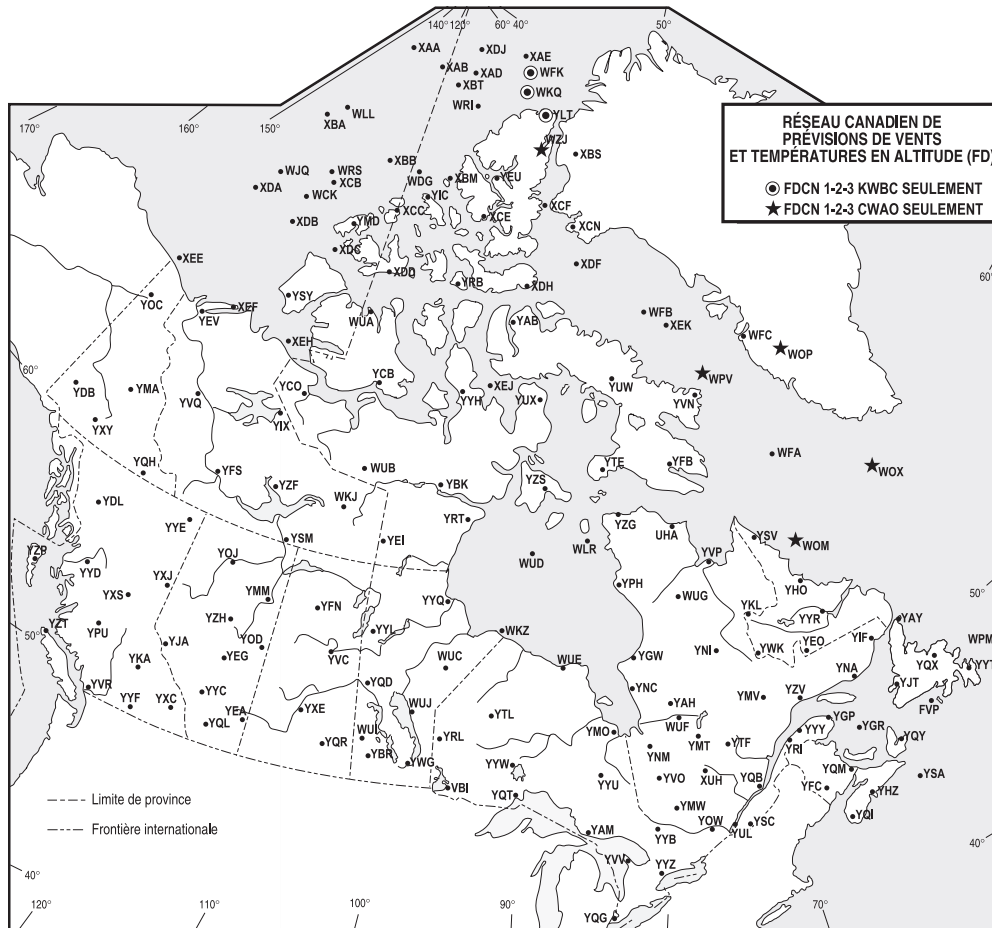 140° 120° 60° 40° 50°
XAA XDJ XAE
XAB XAD WFK
XBT WKQ
170° 160° 150° XBA WLL WRI YLT
WZJ
RÉSEAU CANADIEN DE
PRÉVISIONS DE VENTS
ET TEMPÉRATURES EN ALTITUDE (FD)
FDCN 1-2-3 KWBC SEULEMENT
FDCN 1-2-3 CWAO SEULEMENT
XBB XBS
WJQ WRS WDG XBM YEU
XDA XCB
WCK YIC
XCC XCE XCF
XDB YMD XCN
XDC
XEE XDD XDF 60°
YOC YSY YRB XDH
XEF
YEV WUA YAB WFB
XEK
XEH WFC
WOP
60° YCB WPV
YDB YMA YVQ YCO YYH XEJ YUW
YUX YVN
YXY YIX
WFA
YQH YFS WUB YTE YFB WOX
YZF YBK YZS
YDL WKJ
YYE YRT YZG
UHA YSV WOM
YZP YSM YEI WLR
YYD YOJ WUD YVP
YXJ YPH YHO 50°
YXS YMM YFN YYQ WUG
YKL YYR
50° YZT YPU YZH YAY
YYL WKZ YIF WPM
YJA YOD YVC YNI YWK YEO
YKA YEG WUC WUE YGW YQX YYT
YNA
YVR YQD YNC YJT
YYF YXC YYC YAH YMV YZV FVP
YEA YXE WUJ YTL YGP
YQL WUF YGR
YQR WUI YRL YMO YMT YTF YYY YQY
YBR YNM YRI
YWG YYW YQM
YYU YVO XUH YQB YSA
VBI YQT YFC YHZ
YMW YQI
Limite de province
YAM YYB YOW YUL YSC 40°
Frontière internationale
YVV YYZ
40°
YQG
120° 110° 100° 90° 70°